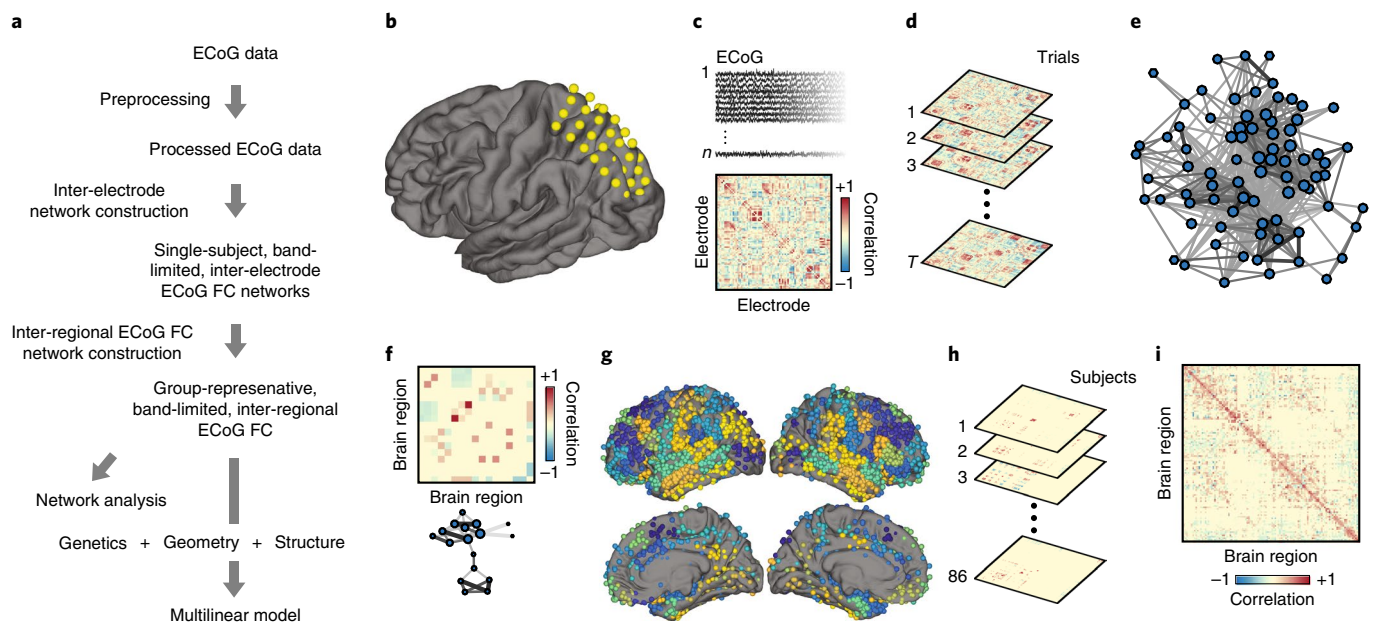 a
ECoG data
Preprocessing
Processed ECoG data
Inter-electrode
network construction
Single-subject, band-
limited, inter-electrode
ECoG FC networks
Inter-regional ECoG FC
network construction
Group-represenative,
band-limited, inter-regional
ECoG FC
Network analysis
Genetics + Geometry + Structure
Multilinear model
b
c
ECoG
1
n
Electrode
Electrode
+1
Correlation
−1
d
Trials
1
2
3
T
e
f
Brain region
Brain region
+1
Correlation
−1
g
h
Subjects
1
2
3
86
i
Brain region
Brain region
−1 +1
Correlation